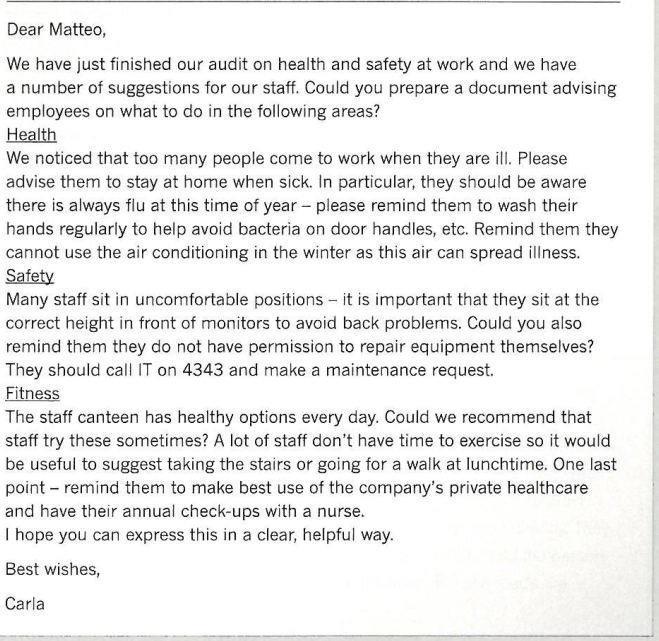 Dear Matteo,
We have just finished our audit on health and safety at work and we have
a number of suggestions for our staff. Could you prepare a document advising
employees on what to do in the following areas?
Health
We noticed that too many people come to work when they are ill. Please
advise them to stay at home when sick. In particular, they should be aware
there is always flu at this time of year – please remind them to wash their
hands regularly to help avoid bacteria on door handles, etc. Remind them they
cannot use the air conditioning in the winter as this air can spread illness.
Safety
Many staff sit in uncomfortable positions – it is important that they sit at the
correct height in front of monitors to avoid back problems. Could you also
remind them they do not have permission to repair equipment themselves?
They should call IT on 4343 and make a maintenance request.
Fitness
The staff canteen has healthy options every day. Could we recommend that
staff try these sometimes? A lot of staff don't have time to exercise so it would
be useful to suggest taking the stairs or going for a walk at lunchtime. One last
point – remind them to make best use of the company's private healthcare
and have their annual check-ups with a nurse.
I hope you can express this in a clear, helpful way.
Best wishes,
Carla